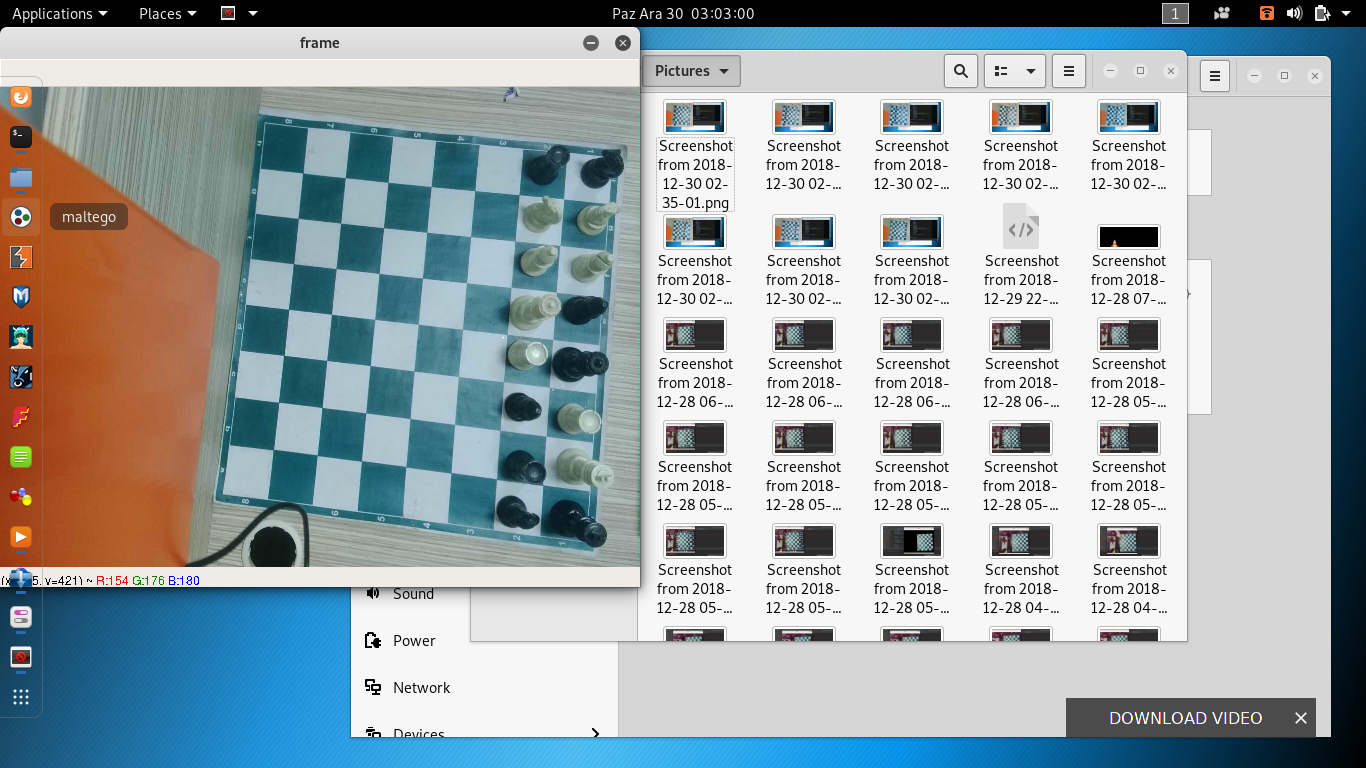 Applications
Places
Paz Ara 30 03:03:00
1
frame
Pictures
maltego
Screenshot
from 2018-
12-30 02-
35-01.png
Screenshot
from 2018-
12-30 02-...
Screenshot
from 2018-
12-30 02-...
Screenshot
from 2018-
12-30 02-...
Screenshot
from 2018-
12-30 02-...
Screenshot
from 2018-
12-30 02-...
Screenshot
from 2018-
12-30 02-...
Screenshot
from 2018-
12-30 02-...
Screenshot
from 2018-
12-29 22-...
Screenshot
from 2018-
12-28 07-...
Screenshot
from 2018-
12-28 06-...
Screenshot
from 2018-
12-28 06-...
Screenshot
from 2018-
12-28 06-...
Screenshot
from 2018-
12-28 06-...
Screenshot
from 2018-
12-28 05-...
Screenshot
from 2018-
12-28 05-...
Screenshot
from 2018-
12-28 05-...
Screenshot
from 2018-
12-28 05-...
Screenshot
from 2018-
12-28 05-...
Screenshot
from 2018-
12-28 05-...
Screenshot
from 2018-
12-28 05-...
Screenshot
from 2018-
12-28 05-...
Screenshot
from 2018-
12-28 05-...
Screenshot
from 2018-
12-28 04-...
Screenshot
from 2018-
12-28 04-...
y=421) ~ R:154 G:176 B:180
Sound
Power
Network
Devices
DOWNLOAD VIDEO